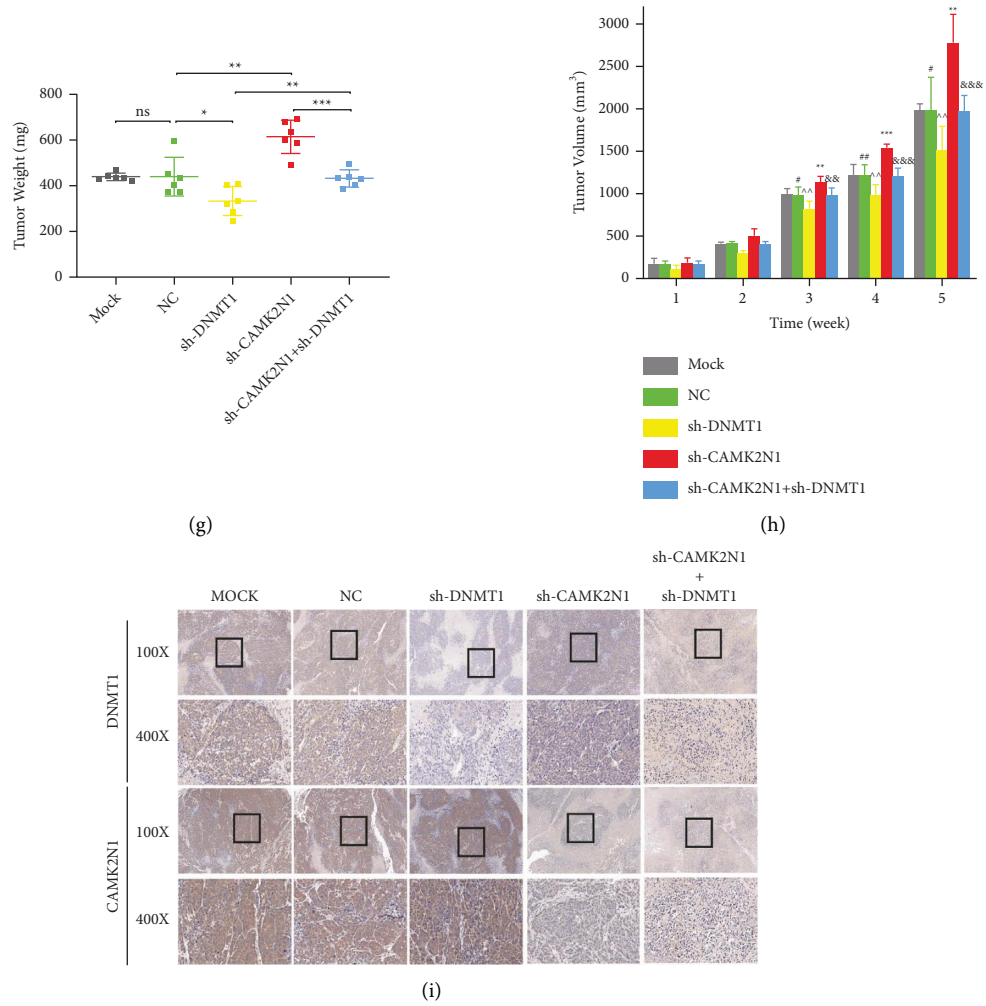 **
**
ns
*
***
800
600
400
200
0
Tumor Weight (mg)
Mock
NC
sh-DNMT1
sh-CAMK2N1
sh-CAMK2N1+sh-DNMT1
(g)
3000
2500
2000
1500
1000
500
0
Tumor Volume (mm³)
# ^^ ** &&
## ^^ *** &&&
# ^^ ** &&&
1 2 3 4 5
Time (week)
Mock
NC
sh-DNMT1
sh-CAMK2N1
sh-CAMK2N1+sh-DNMT1
(h)
MOCK NC sh-DNMT1 sh-CAMK2N1 sh-CAMK2N1
+
sh-DNMT1
DNMT1
100X
400X
CAMK2N1
100X
400X
(i)